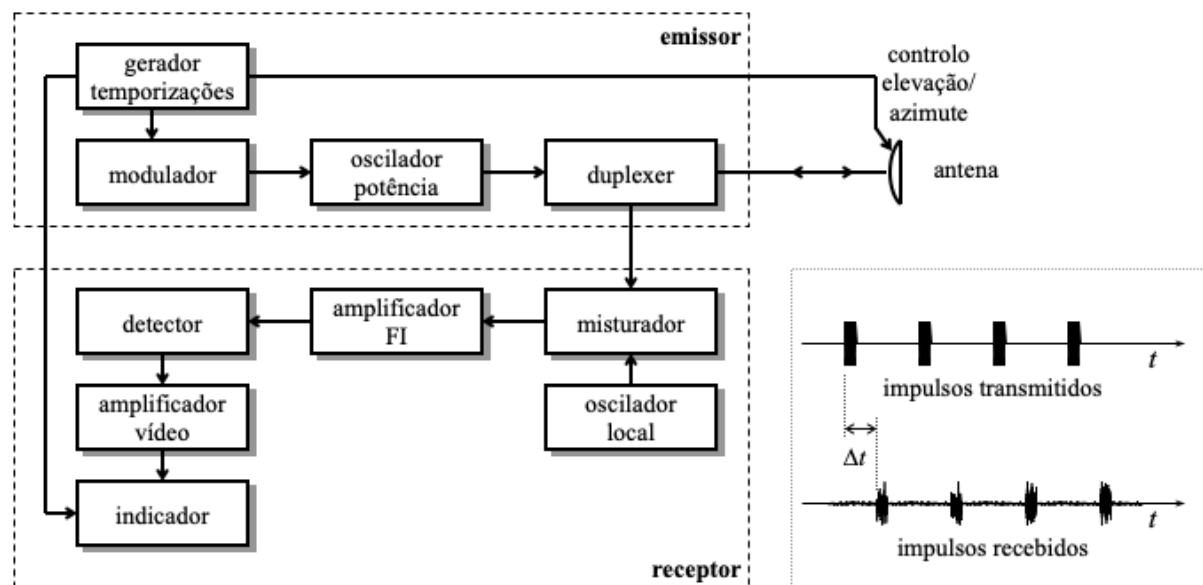 emissor
gerador
temporizações
controlo
elevação/
azimute
modulador
oscilador
potência
duplexer
antena
detector
amplificador
FI
misturador
amplificador
vídeo
oscilador
local
indicador
receptor
t
impulsos transmitidos
Δt
t
impulsos recebidos